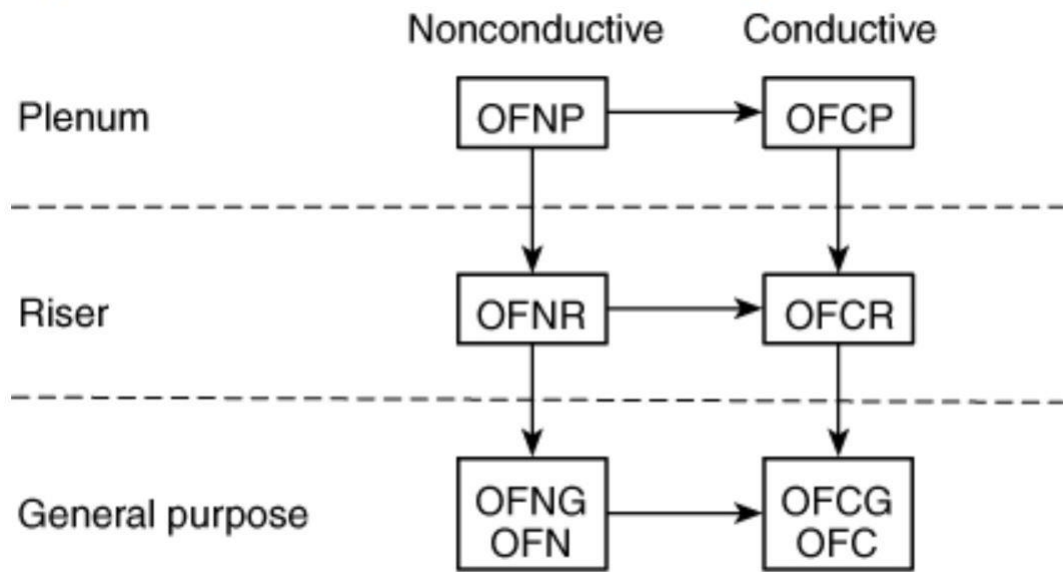 Nonconductive Conductive
Plenum OFNP OFCP
Riser OFNR OFCR
General purpose OFNG OFCG
OFN OFC